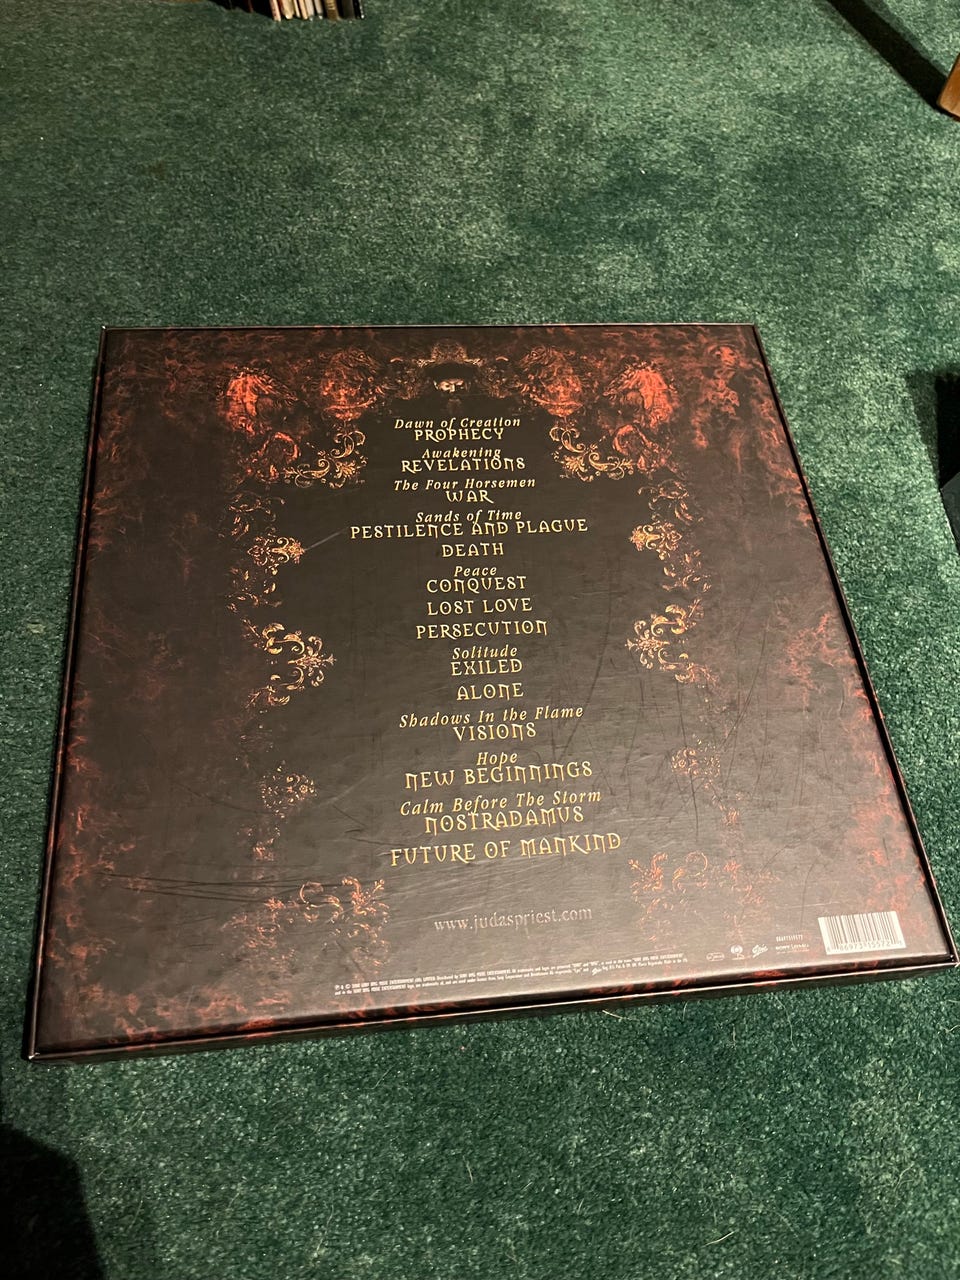 Dawn of Creation
PROPHECY
Awakening
REVELATIONS
The Four Horsemen
WAR
Sands of Time
PESTILENCE AND PLAGUE
DEATH
Peace
CONQUEST
LOST LOVE
PERSECUTION
Solitude
EXILED
ALONE
Shadows In the Flame
VISIONS
Hope
NEW BEGINNINGS
Calm Before The Storm
NOSTRADAMUS
FUTURE OF MANKIND
www.judaspriest.com
Epic